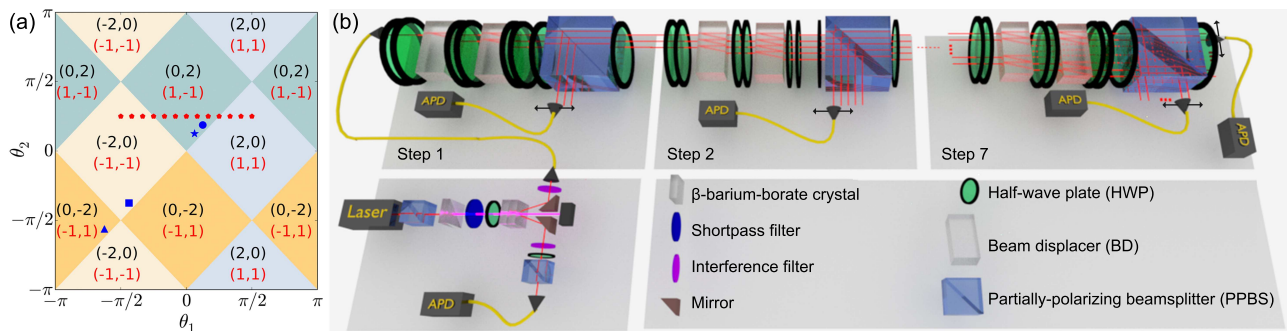 (a)
π
π/2
0
−π/2
−π
θ2
(-2,0)
(-1,-1)
(2,0)
(1,1)
(0,2)
(1,-1)
(0,2)
(1,-1)
(0,2)
(1,-1)
(-2,0)
(-1,-1)
(2,0)
(1,1)
(0,-2)
(-1,1)
(0,-2)
(-1,1)
(0,-2)
(-1,1)
(-2,0)
(-1,-1)
(2,0)
(1,1)
−π
−π/2
0
π/2
π
θ1
(b)
APD
Step 1
APD
Step 2
APD
APD
Step 7
Laser
APD
β-barium-borate crystal
Shortpass filter
Interference filter
Mirror
Half-wave plate (HWP)
Beam displacer (BD)
Partially-polarizing beamsplitter (PPBS)